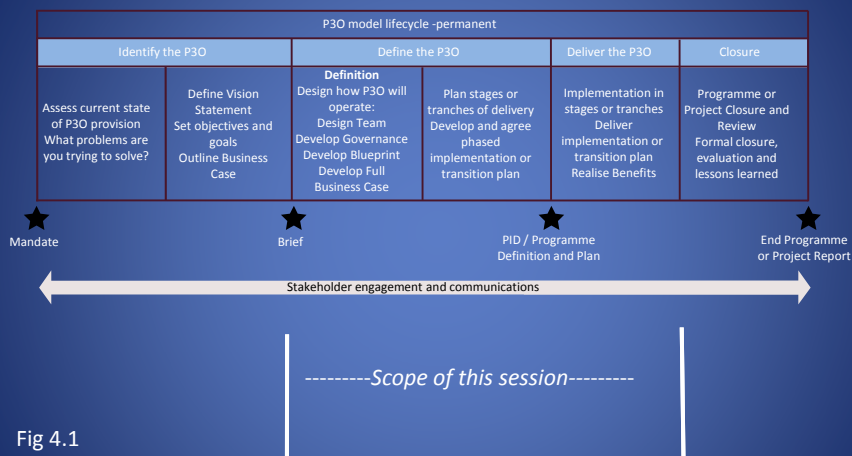 P3O model lifecycle -permanent
Identify the P3O
Define the P3O
Deliver the P3O
Closure
Assess current state
of P3O provision
What problems are
you trying to solve?
Define Vision
Statement
Set objectives and
goals
Outline Business
Case
Definition
Design how P3O will
operate:
Design Team
Develop Governance
Develop Blueprint
Develop Full
Business Case
Plan stages or
tranches of delivery
Develop and agree
phased
implementation or
transition plan
Implementation in
stages or tranches
Deliver
implementation or
transition plan
Realise Benefits
Programme or
Project Closure and
Review
Formal closure,
evaluation and
lessons learned
Mandate
Brief
PID / Programme
Definition and Plan
End Programme
or Project Report
Stakeholder engagement and communications
---------Scope of this session---------
Fig 4.1